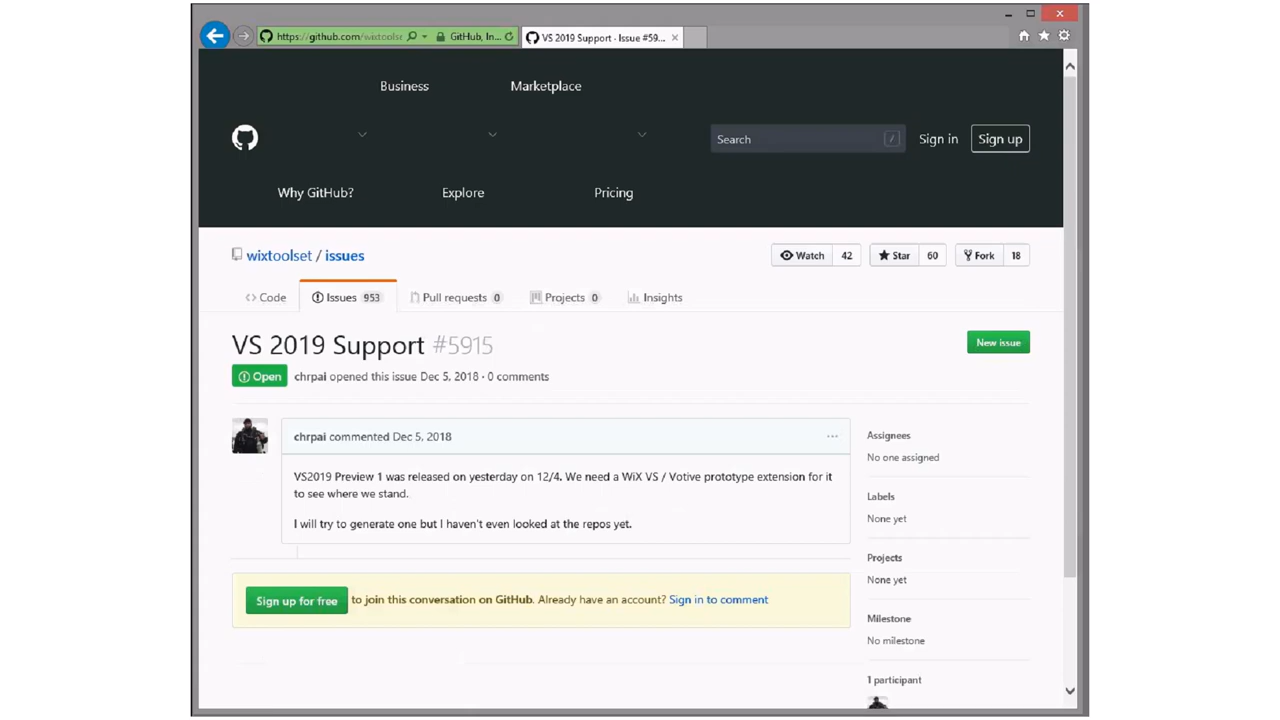 https://github.com/wixtoolse GitHub, In... VS 2019 Support · Issue #59...
Business Marketplace
Search / Sign in Sign up
Why GitHub? Explore Pricing
wixtoolset / issues Watch 42 Star 60 Fork 18
Code Issues 953 Pull requests 0 Projects 0 Insights
VS 2019 Support #5915 New issue
Open chrpai opened this issue Dec 5, 2018 · 0 comments
chrpai commented Dec 5, 2018 ...
VS2019 Preview 1 was released on yesterday on 12/4. We need a WiX VS / Votive prototype extension for it
to see where we stand.
I will try to generate one but I haven't even looked at the repos yet.
Sign up for free to join this conversation on GitHub. Already have an account? Sign in to comment
Assignees
No one assigned
Labels
None yet
Projects
None yet
Milestone
No milestone
1 participant